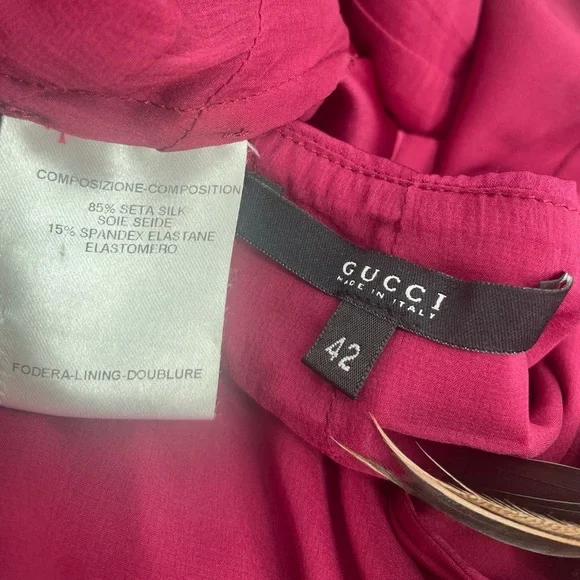 COMPOSIZIONE-COMPOSITION
85% SETA SILK
SOIE SEIDE
15% SPANDEX ELASTANE
ELASTOMERO
FODERA-LINING-DOUBLURE
GUCCI
MADE IN ITALY
42